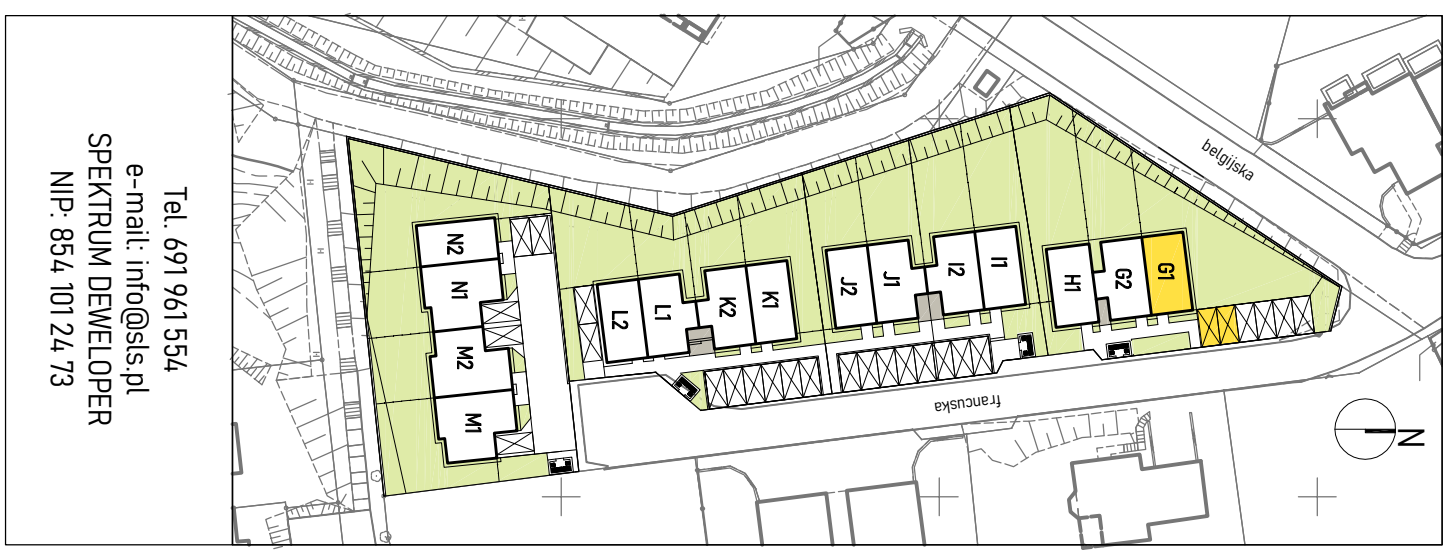 Tel. 691 961 554
e-mail: info@sls.pl
SPEKTRUM DEWELOPER
NIP: 854 101 24 73
belgijska
francuska
N
N2
N1
M2
M1
L2
L1
K2
K1
J2
J1
I2
I1
H1
G2
G1